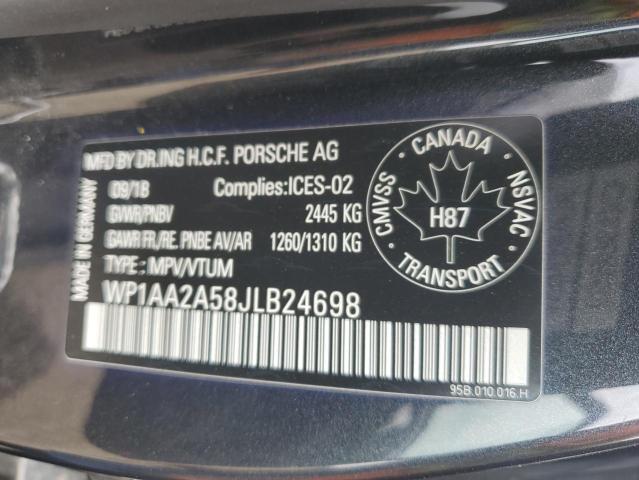 MFD BY DR.ING H.C.F. PORSCHE AG
09/18 Complies:ICES-02
GVWR/PNBV 2445 KG
GAWR FR./RE. PNBE AV/AR 1260/1310 KG
TYPE : MPV/VTUM
WP1AA2A58JLB24698
MADE IN GERMANY
CANADA
CMVSS
NSVAC
H87
TRANSPORT
95B.010.016.H